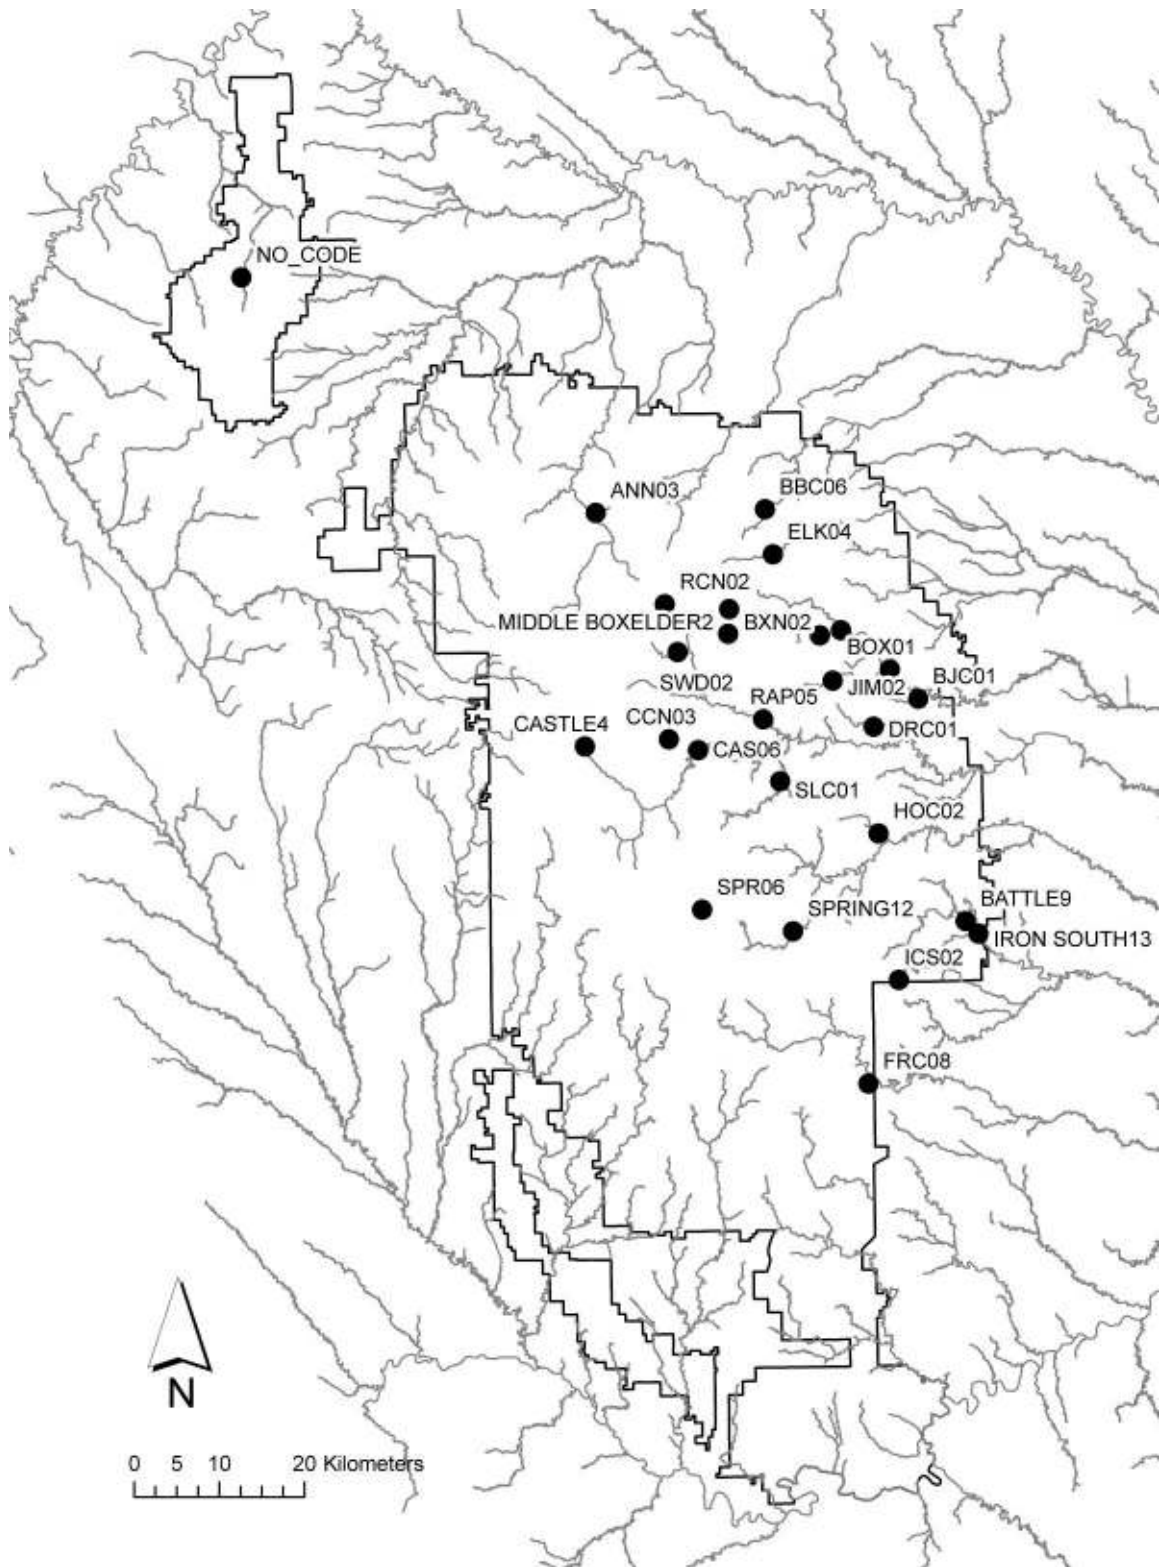 NO_CODE
ANN03
BBC06
ELK04
RCN02
MIDDLE BOXELDER2
BXN02
BOX01
SWD02
JIM02
BJC01
RAP05
CCN03
CASTLE4
DRC01
CAS06
SLC01
HOC02
SPR06
BATTLE9
SPRING12
IRON SOUTH13
ICS02
FRC08
N
0 5 10 20 Kilometers